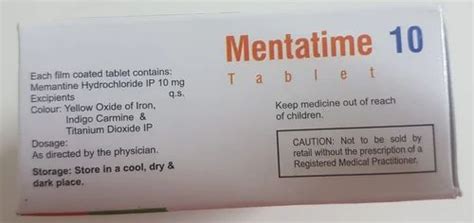 Mentatime 10
Tablet
Each film coated tablet contains:
Memantine Hydrochloride IP 10 mg
Excipients q.s.
Colour: Yellow Oxide of Iron,
Indigo Carmine &
Titanium Dioxide IP
Dosage:
As directed by the physician.
Storage: Store in a cool, dry &
dark place.
Keep medicine out of reach
of children.
CAUTION: Not to be sold by
retail without the prescription of a
Registered Medical Practitioner.